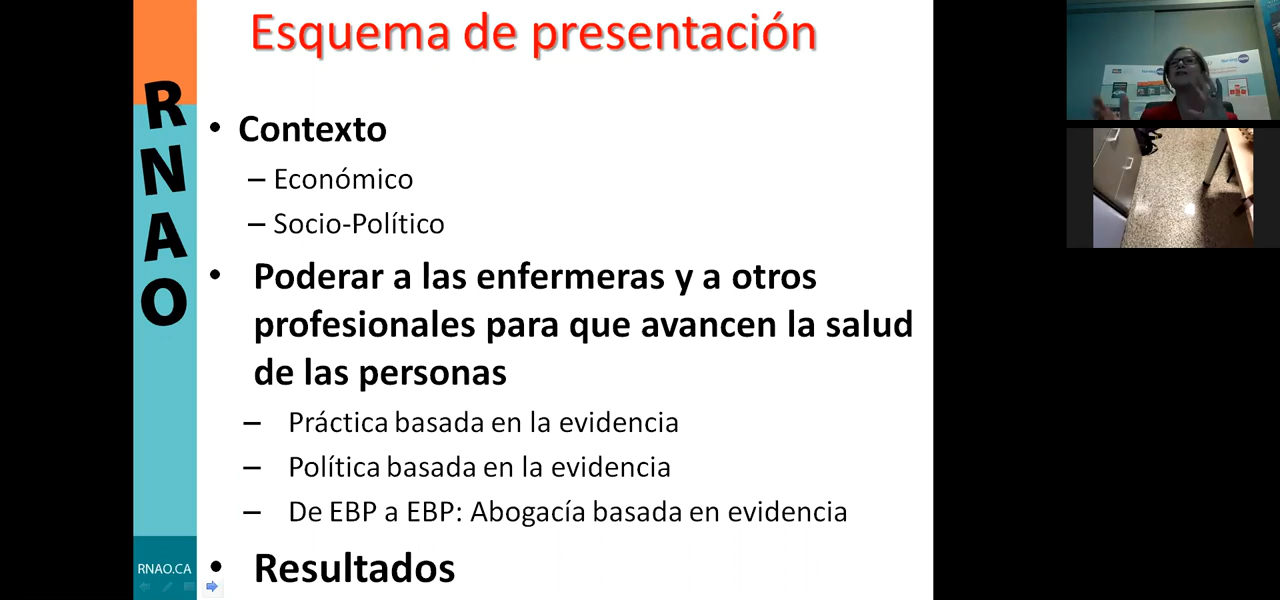 Esquema de presentación
RNAO
• Contexto
– Económico
– Socio-Político
• Poderar a las enfermeras y a otros
profesionales para que avancen la salud
de las personas
– Práctica basada en la evidencia
– Política basada en la evidencia
– De EBP a EBP: Abogacía basada en evidencia
• Resultados
RNAO.CA